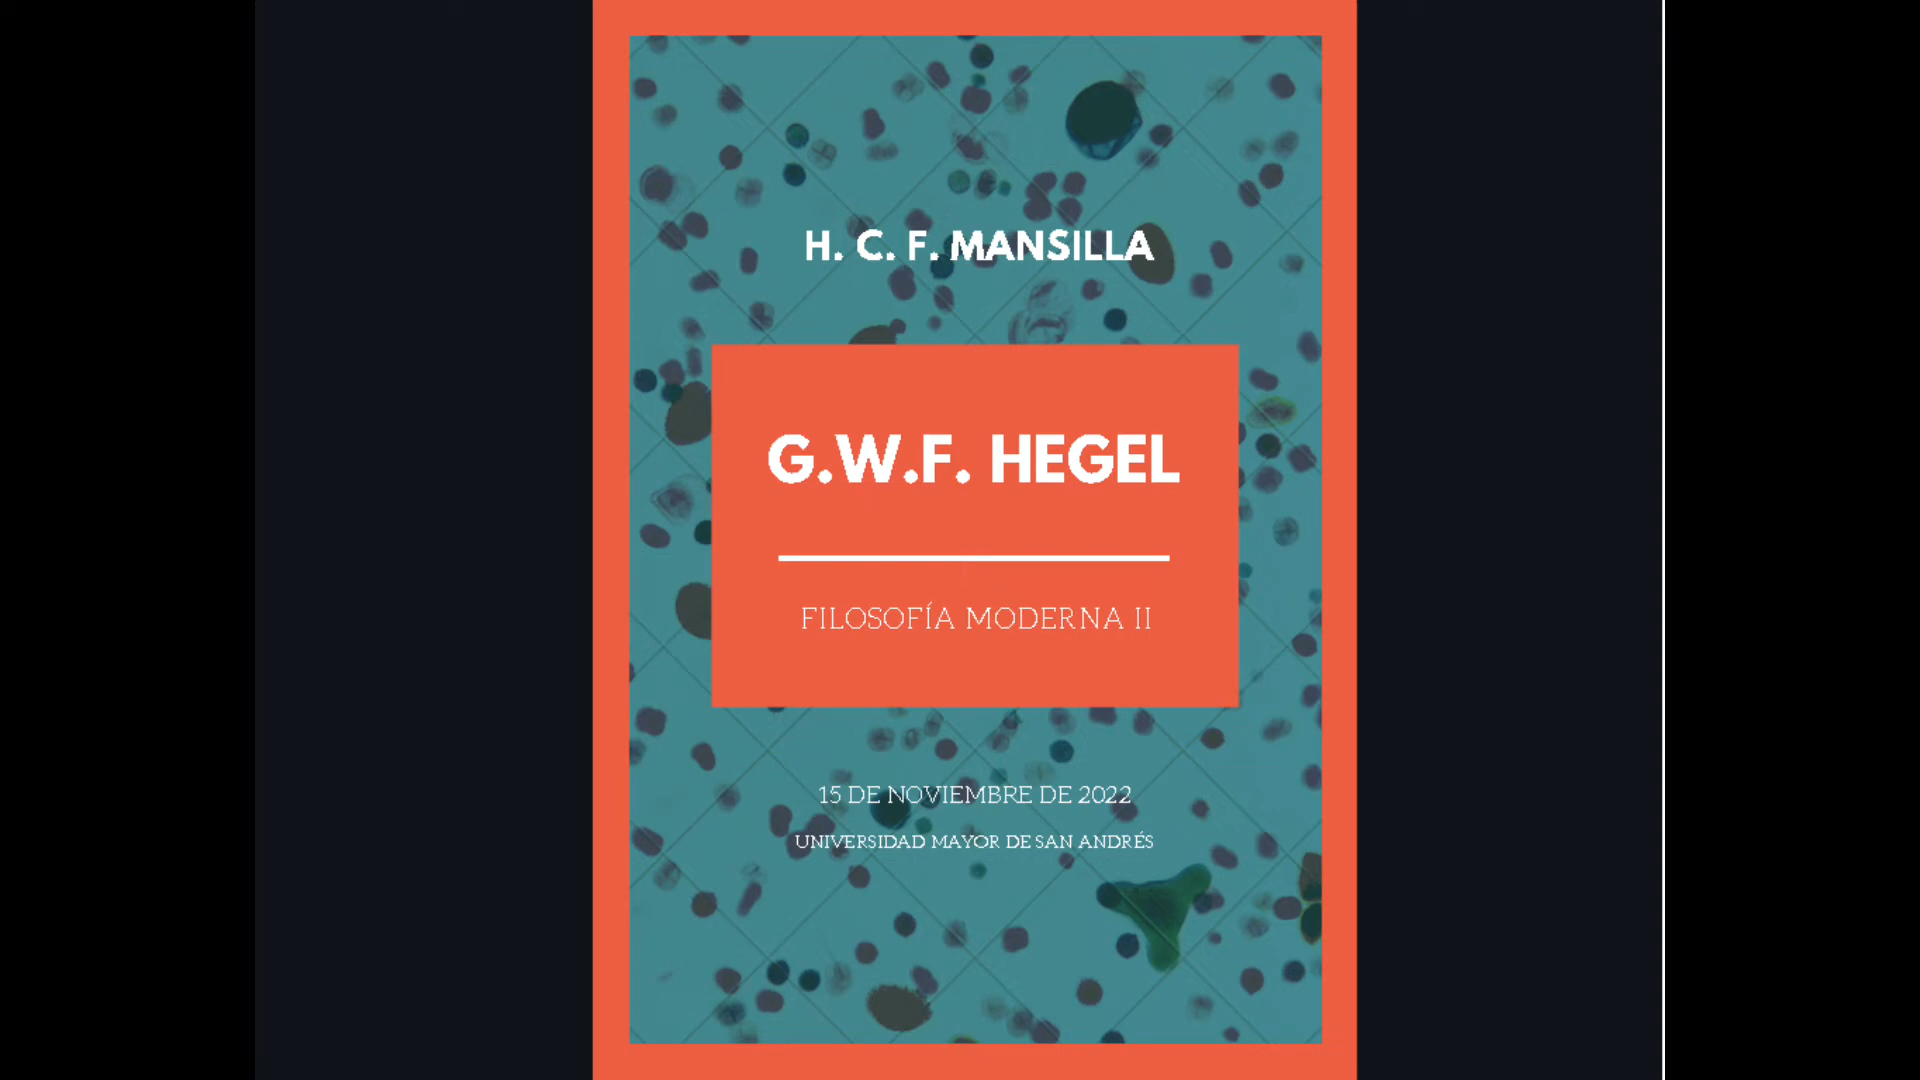 H. C. F. MANSILLA
G.W.F. HEGEL
FILOSOFÍA MODERNA II
15 DE NOVIEMBRE DE 2022
UNIVERSIDAD MAYOR DE SAN ANDRÉS